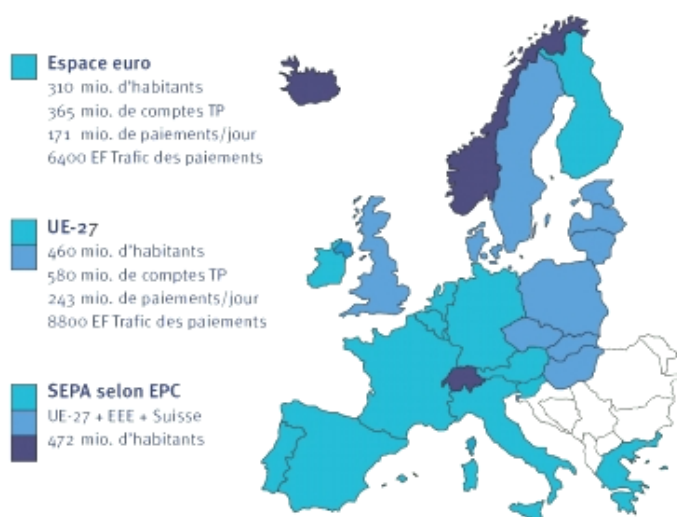 Espace euro
310 mio. d'habitants
365 mio. de comptes TP
171 mio. de paiements/jour
6400 EF Trafic des paiements
UE-27
460 mio. d'habitants
580 mio. de comptes TP
243 mio. de paiements/jour
8800 EF Trafic des paiements
SEPA selon EPC
UE-27 + EEE + Suisse
472 mio. d'habitants